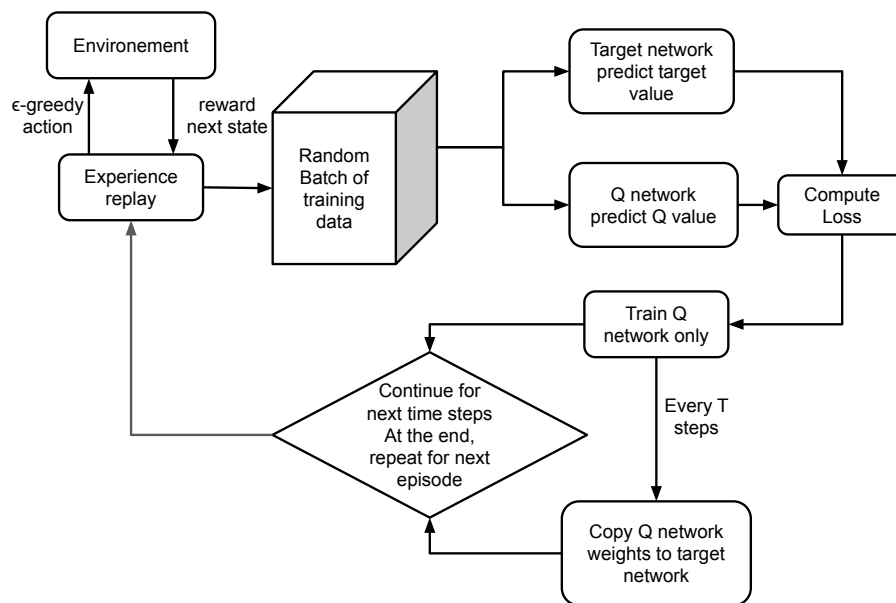 Environement
ϵ-greedy
action
reward
next state
Experience
replay
Random
Batch of
training
data
Target network
predict target
value
Q network
predict Q value
Compute
Loss
Train Q
network only
Every T
steps
Continue for
next time steps
At the end,
repeat for next
episode
Copy Q network
weights to target
network